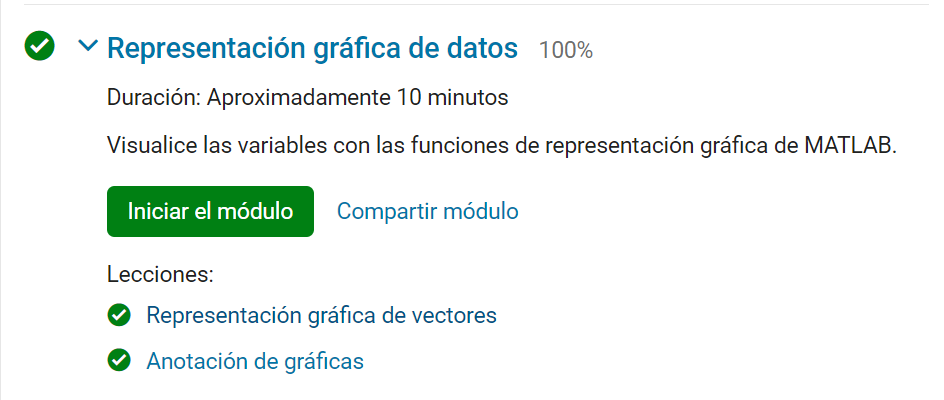 Representación gráfica de datos 100%
Duración: Aproximadamente 10 minutos
Visualice las variables con las funciones de representación gráfica de MATLAB.
Iniciar el módulo Compartir módulo
Lecciones:
Representación gráfica de vectores
Anotación de gráficas